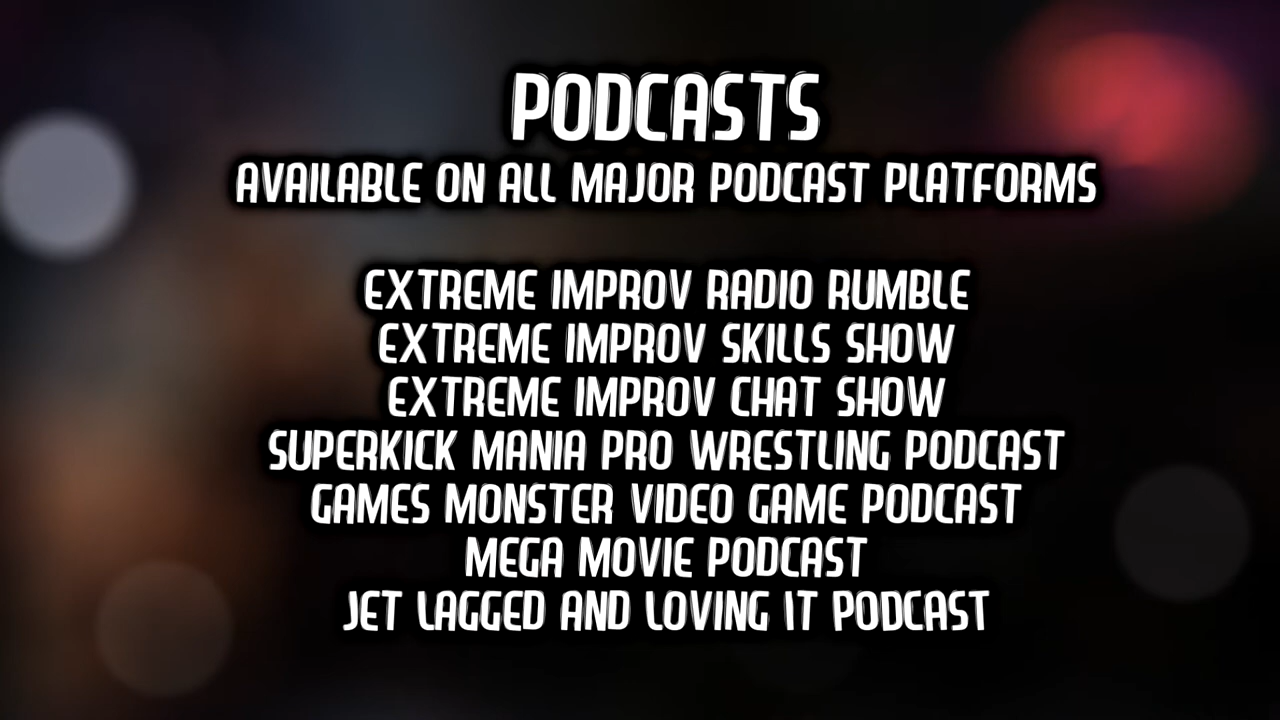 PODCASTS
AVAILABLE ON ALL MAJOR PODCAST PLATFORMS
EXTREME IMPROV RADIO RUMBLE
EXTREME IMPROV SKILLS SHOW
EXTREME IMPROV CHAT SHOW
SUPERKICK MANIA PRO WRESTLING PODCAST
GAMES MONSTER VIDEO GAME PODCAST
MEGA MOVIE PODCAST
JET LAGGED AND LOVING IT PODCAST